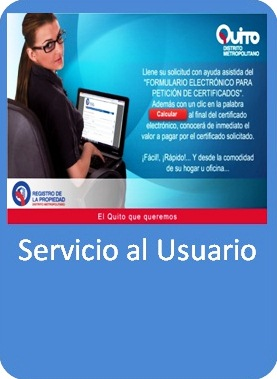 QUITO
DISTRITO
METROPOLITANO
Llene su solicitud con ayuda asistida del
"FORMULARIO ELECTRÓNICO PARA
PETICIÓN DE CERTIFICADOS".
Además con un clic en la palabra
Calcular al final del certificado
electrónico, conocerá de inmediato el
valor a pagar por el certificado solicitado.
¡Fácil!, ¡Rápido!... Y desde la comodidad
de su hogar u oficina...
REGISTRO DE
LA PROPIEDAD
DISTRITO METROPOLITANO
El Quito que queremos
Servicio al Usuario